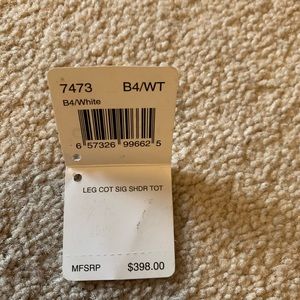 7473 B4/WT
B4/White
6 57326 99662 5
LEG COT SIG SHDR TOT
MFSRP $398.00